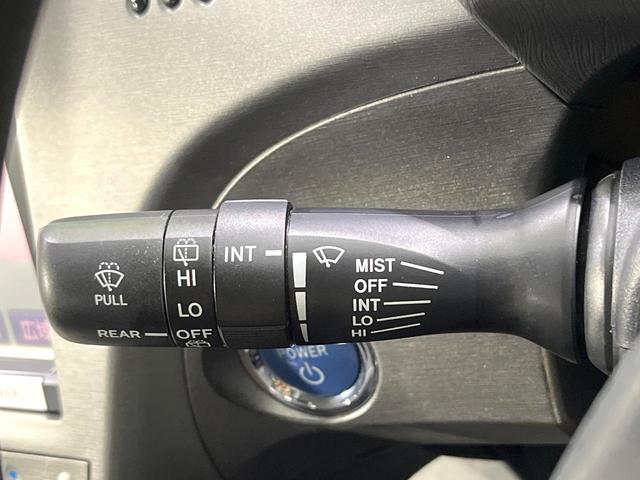 PULL
REAR
HI
LO
OFF
INT
MIST
OFF
INT
LO
HI
POWER